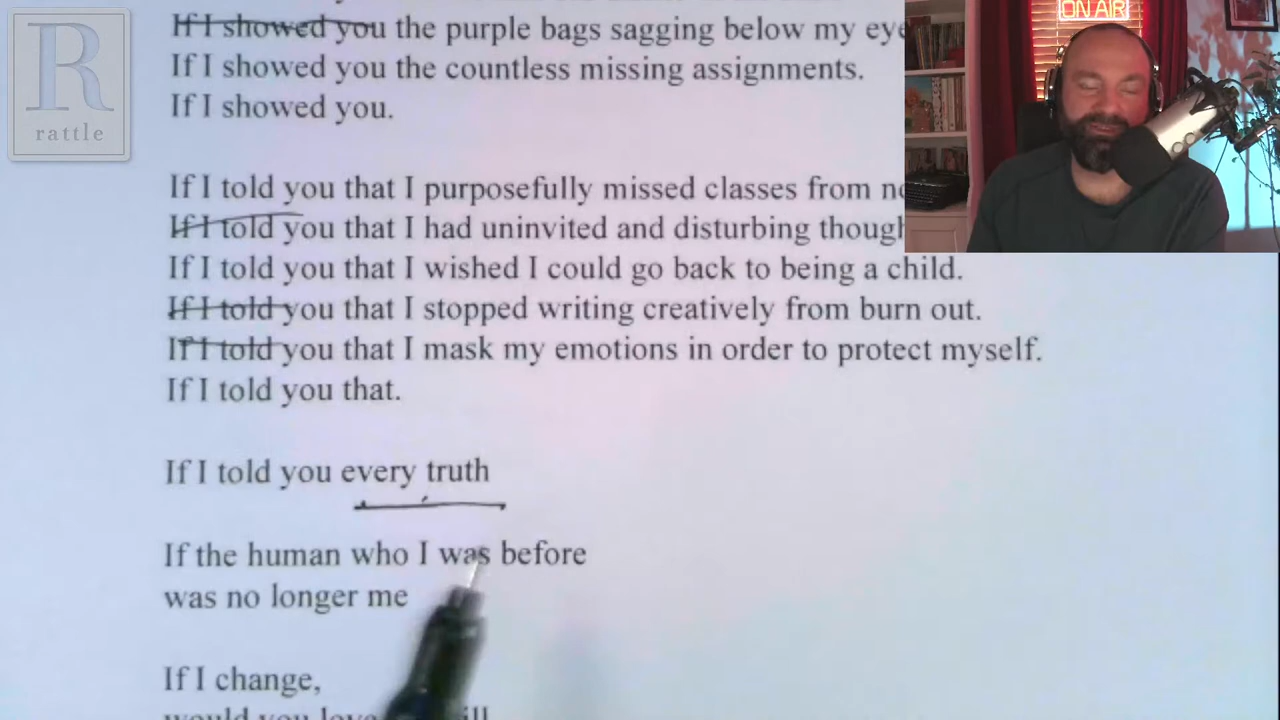 If I showed you the purple bags sagging below my eye
If I showed you the countless missing assignments.
If I showed you.
If I told you that I purposefully missed classes from
If I told you that I had uninvited and disturbing
If I told you that I wished I could go back to being a child.
If I told you that I stopped writing creatively from burn out.
If I told you that I mask my emotions in order to protect myself.
If I told you that.
If I told you every truth
If the human who I was before
was no longer me
If I change,
would you love
R
rattle
ON AIR